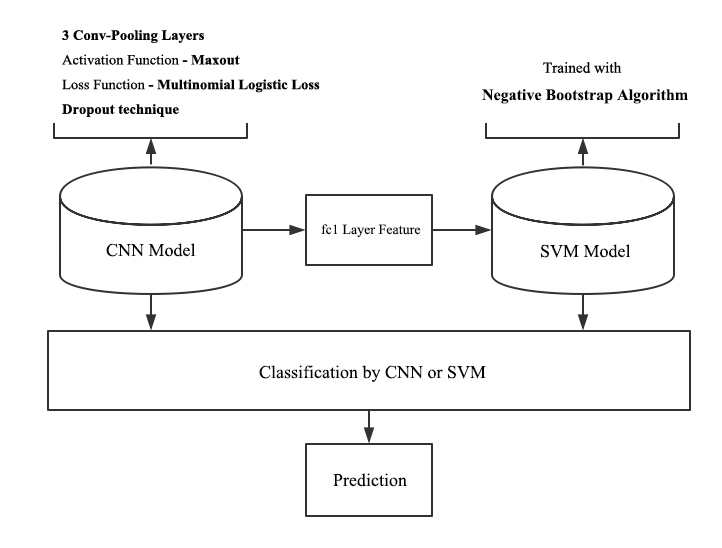 3 Conv-Pooling Layers
Activation Function - Maxout
Loss Function - Multinomial Logistic Loss
Dropout technique
Trained with
Negative Bootstrap Algorithm
CNN Model
fc1 Layer Feature
SVM Model
Classification by CNN or SVM
Prediction